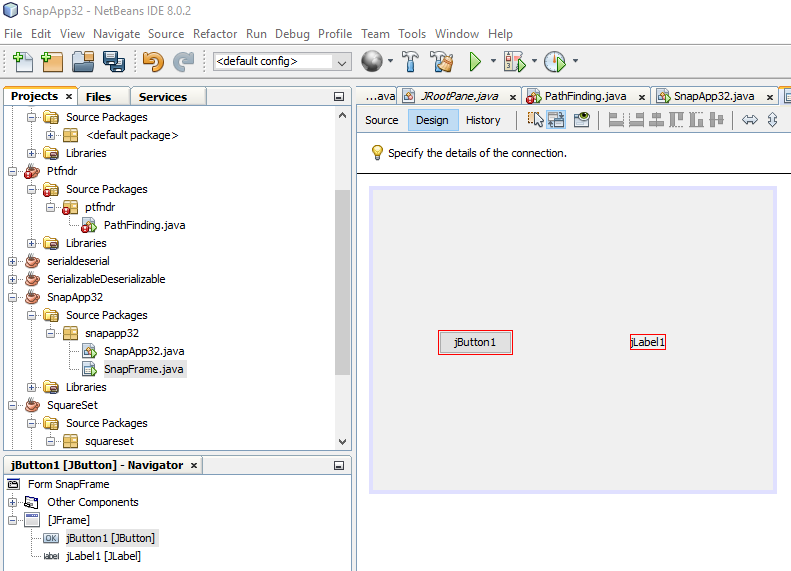 SnapApp32 - NetBeans IDE 8.0.2
File Edit View Navigate Source Refactor Run Debug Profile Team Tools Window Help
<default config>
Projects × Files Services
...ava JRootPane.java × PathFinding.java × SnapApp32.java ×
Source Design History
Specify the details of the connection.
Source Packages
<default package>
Libraries
Ptfndr
Source Packages
ptfndr
PathFinding.java
Libraries
serialdeserial
SerializableDeserializable
SnapApp32
Source Packages
snapapp32
SnapApp32.java
SnapFrame.java
Libraries
SquareSet
Source Packages
squareset
jButton1 jLabel1
jButton1 [JButton] - Navigator ×
Form SnapFrame
Other Components
[JFrame]
OK jButton1 [JButton]
label jLabel1 [JLabel]